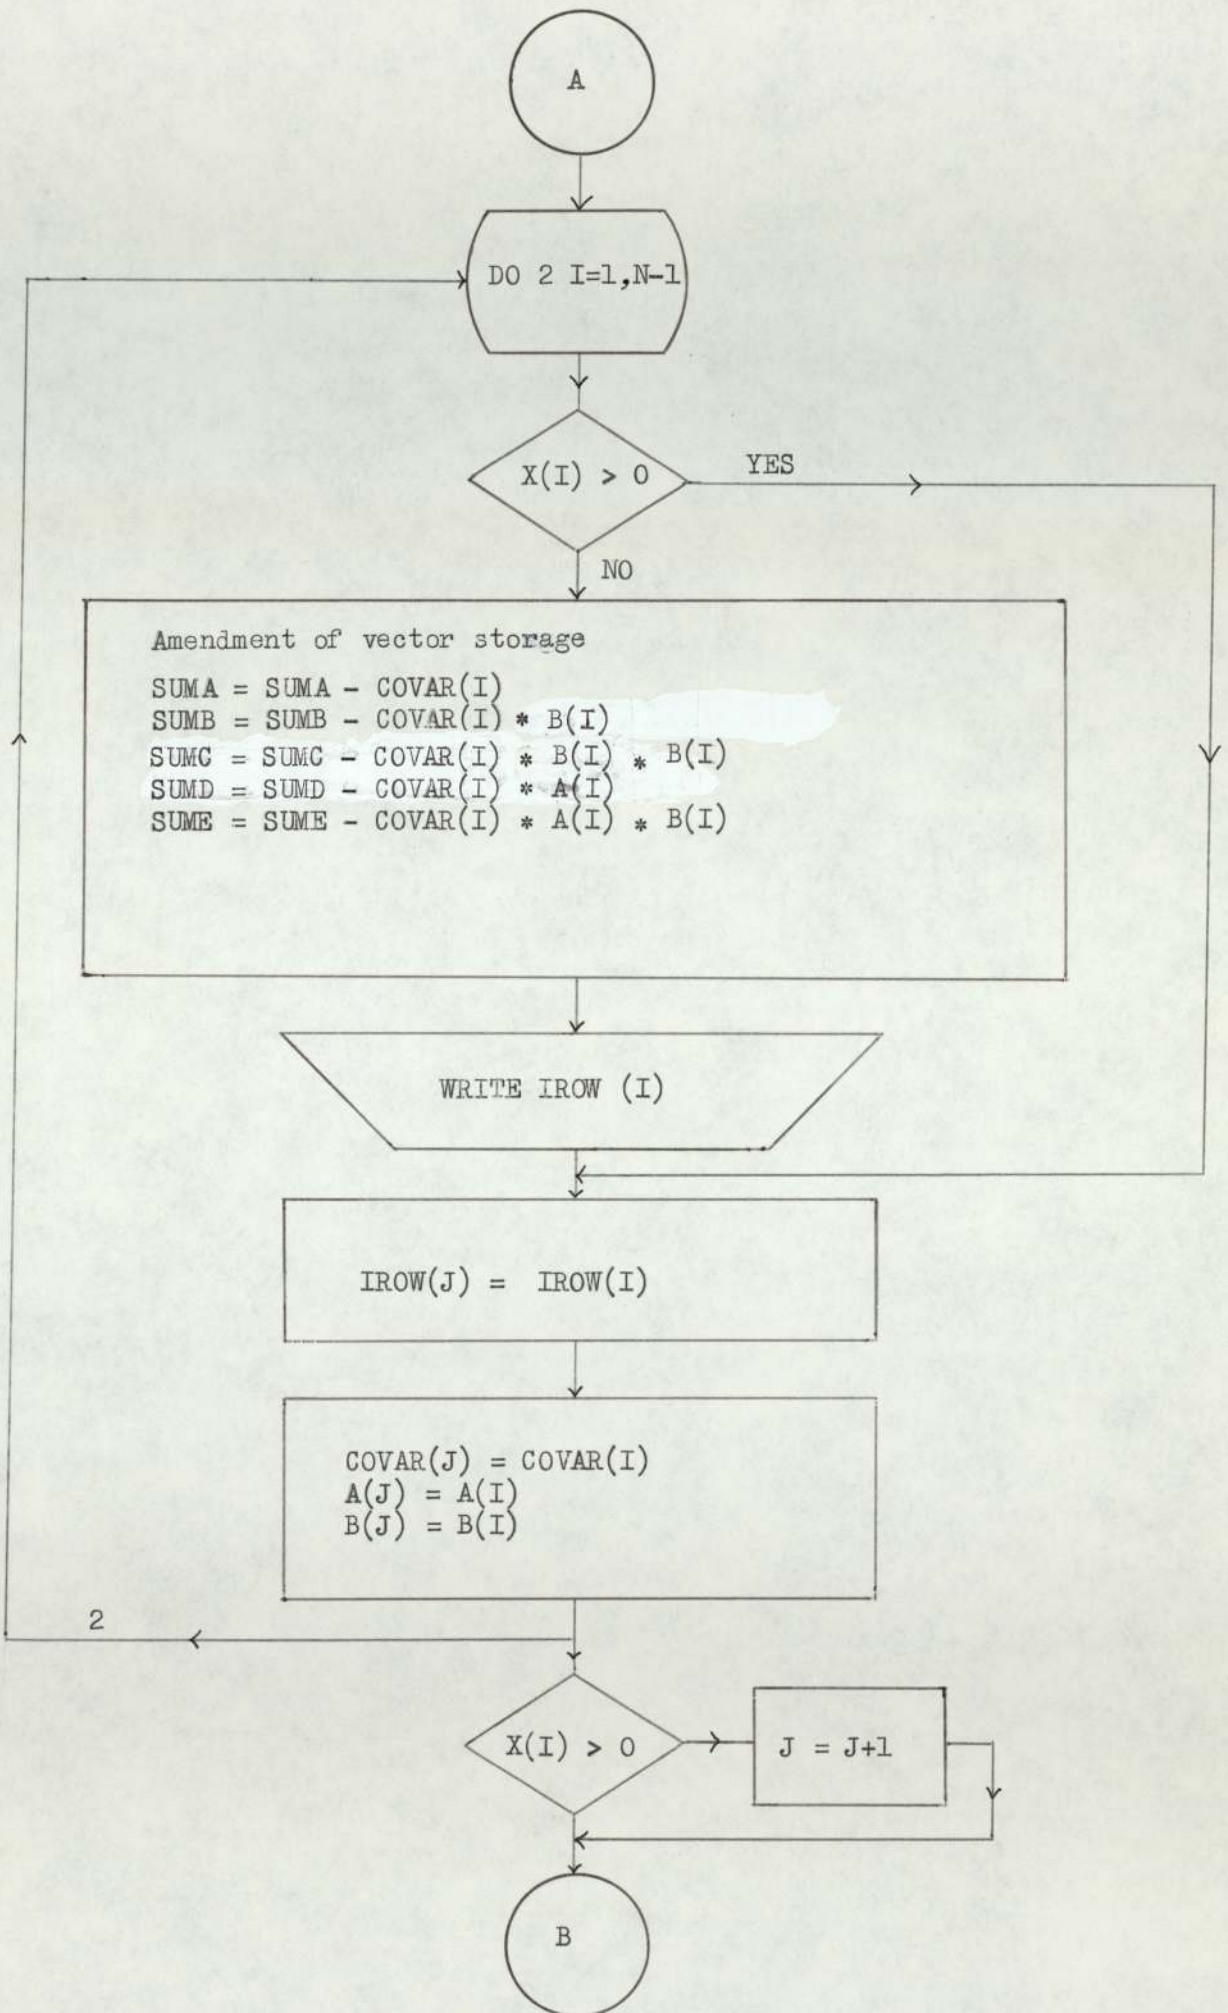 A
DO 2 I=1,N-1
X(I) > 0
YES
NO
Amendment of vector storage
SUMA = SUMA - COVAR(I)
SUMB = SUMB - COVAR(I) * B(I)
SUMC = SUMC - COVAR(I) * B(I) * B(I)
SUMD = SUMD - COVAR(I) * A(I)
SUME = SUME - COVAR(I) * A(I) * B(I)
WRITE IROW (I)
IROW(J) = IROW(I)
COVAR(J) = COVAR(I)
A(J) = A(I)
B(J) = B(I)
2
X(I) > 0
J = J+1
B